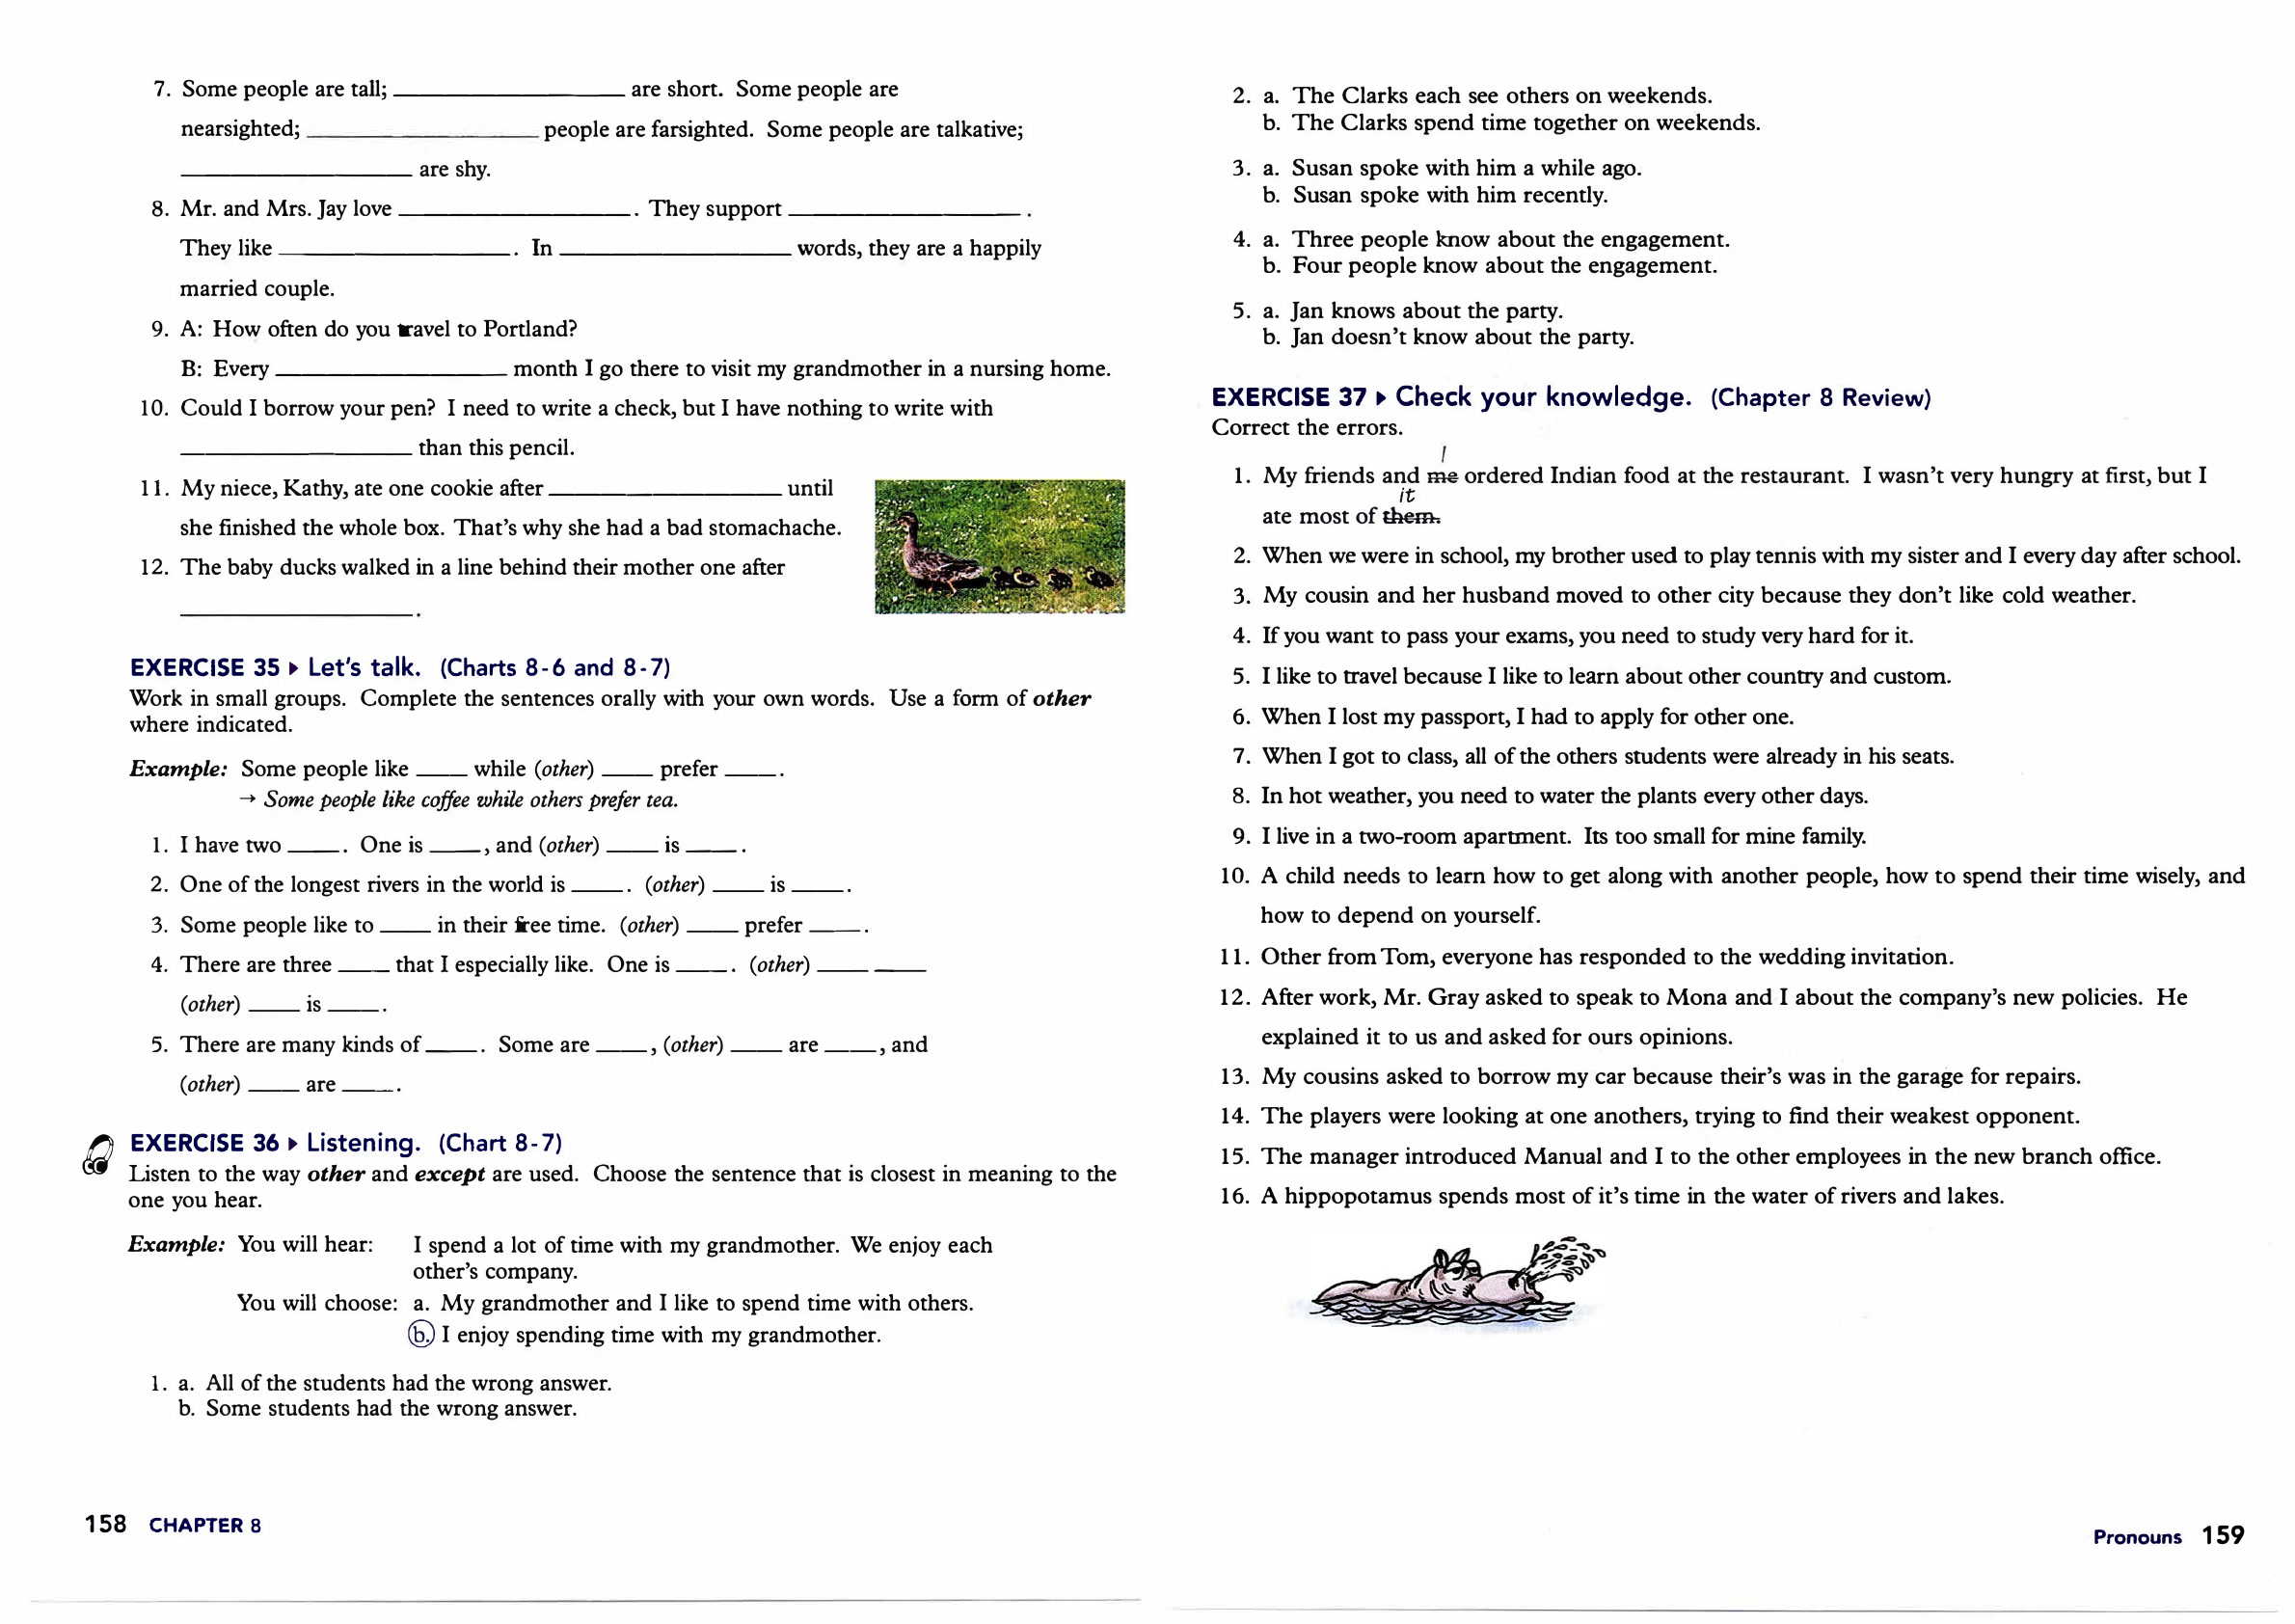 7. Some people are tall; ____________ are short. Some people are
nearsighted; ____________ people are farsighted. Some people are talkative;
____________ are shy.
8. Mr. and Mrs. Jay love ____________. They support ____________.
They like ____________. In ____________ words, they are a happily
married couple.
9. A: How often do you travel to Portland?
B: Every ____________ month I go there to visit my grandmother in a nursing home.
10. Could I borrow your pen? I need to write a check, but I have nothing to write with
____________ than this pencil.
11. My niece, Kathy, ate one cookie after ____________ until
she finished the whole box. That's why she had a bad stomachache.
12. The baby ducks walked in a line behind their mother one after
____________.
EXERCISE 35 ▸ Let's talk. (Charts 8-6 and 8-7)
Work in small groups. Complete the sentences orally with your own words. Use a form of other
where indicated.
Example: Some people like ____ while (other) ____ prefer ____.
→ Some people like coffee while others prefer tea.
1. I have two ____. One is ____, and (other) ____ is ____.
2. One of the longest rivers in the world is ____. (other) ____ is ____.
3. Some people like to ____ in their free time. (other) ____ prefer ____.
4. There are three ____ that I especially like. One is ____. (other) ____ ____
(other) ____ is ____.
5. There are many kinds of ____. Some are ____, (other) ____ are ____, and
(other) ____ are ____.
EXERCISE 36 ▸ Listening. (Chart 8-7)
Listen to the way other and except are used. Choose the sentence that is closest in meaning to the
one you hear.
Example: You will hear: I spend a lot of time with my grandmother. We enjoy each
other's company.
You will choose: a. My grandmother and I like to spend time with others.
b. I enjoy spending time with my grandmother.
1. a. All of the students had the wrong answer.
b. Some students had the wrong answer.
158 CHAPTER 8
2. a. The Clarks each see others on weekends.
b. The Clarks spend time together on weekends.
3. a. Susan spoke with him a while ago.
b. Susan spoke with him recently.
4. a. Three people know about the engagement.
b. Four people know about the engagement.
5. a. Jan knows about the party.
b. Jan doesn't know about the party.
EXERCISE 37 ▸ Check your knowledge. (Chapter 8 Review)
Correct the errors.
I
1. My friends and me ordered Indian food at the restaurant. I wasn't very hungry at first, but I
it
ate most of them.
2. When we were in school, my brother used to play tennis with my sister and I every day after school.
3. My cousin and her husband moved to other city because they don't like cold weather.
4. If you want to pass your exams, you need to study very hard for it.
5. I like to travel because I like to learn about other country and custom.
6. When I lost my passport, I had to apply for other one.
7. When I got to class, all of the others students were already in his seats.
8. In hot weather, you need to water the plants every other days.
9. I live in a two-room apartment. Its too small for mine family.
10. A child needs to learn how to get along with another people, how to spend their time wisely, and
how to depend on yourself.
11. Other from Tom, everyone has responded to the wedding invitation.
12. After work, Mr. Gray asked to speak to Mona and I about the company's new policies. He
explained it to us and asked for ours opinions.
13. My cousins asked to borrow my car because their's was in the garage for repairs.
14. The players were looking at one anothers, trying to find their weakest opponent.
15. The manager introduced Manual and I to the other employees in the new branch office.
16. A hippopotamus spends most of it's time in the water of rivers and lakes.
Pronouns 159